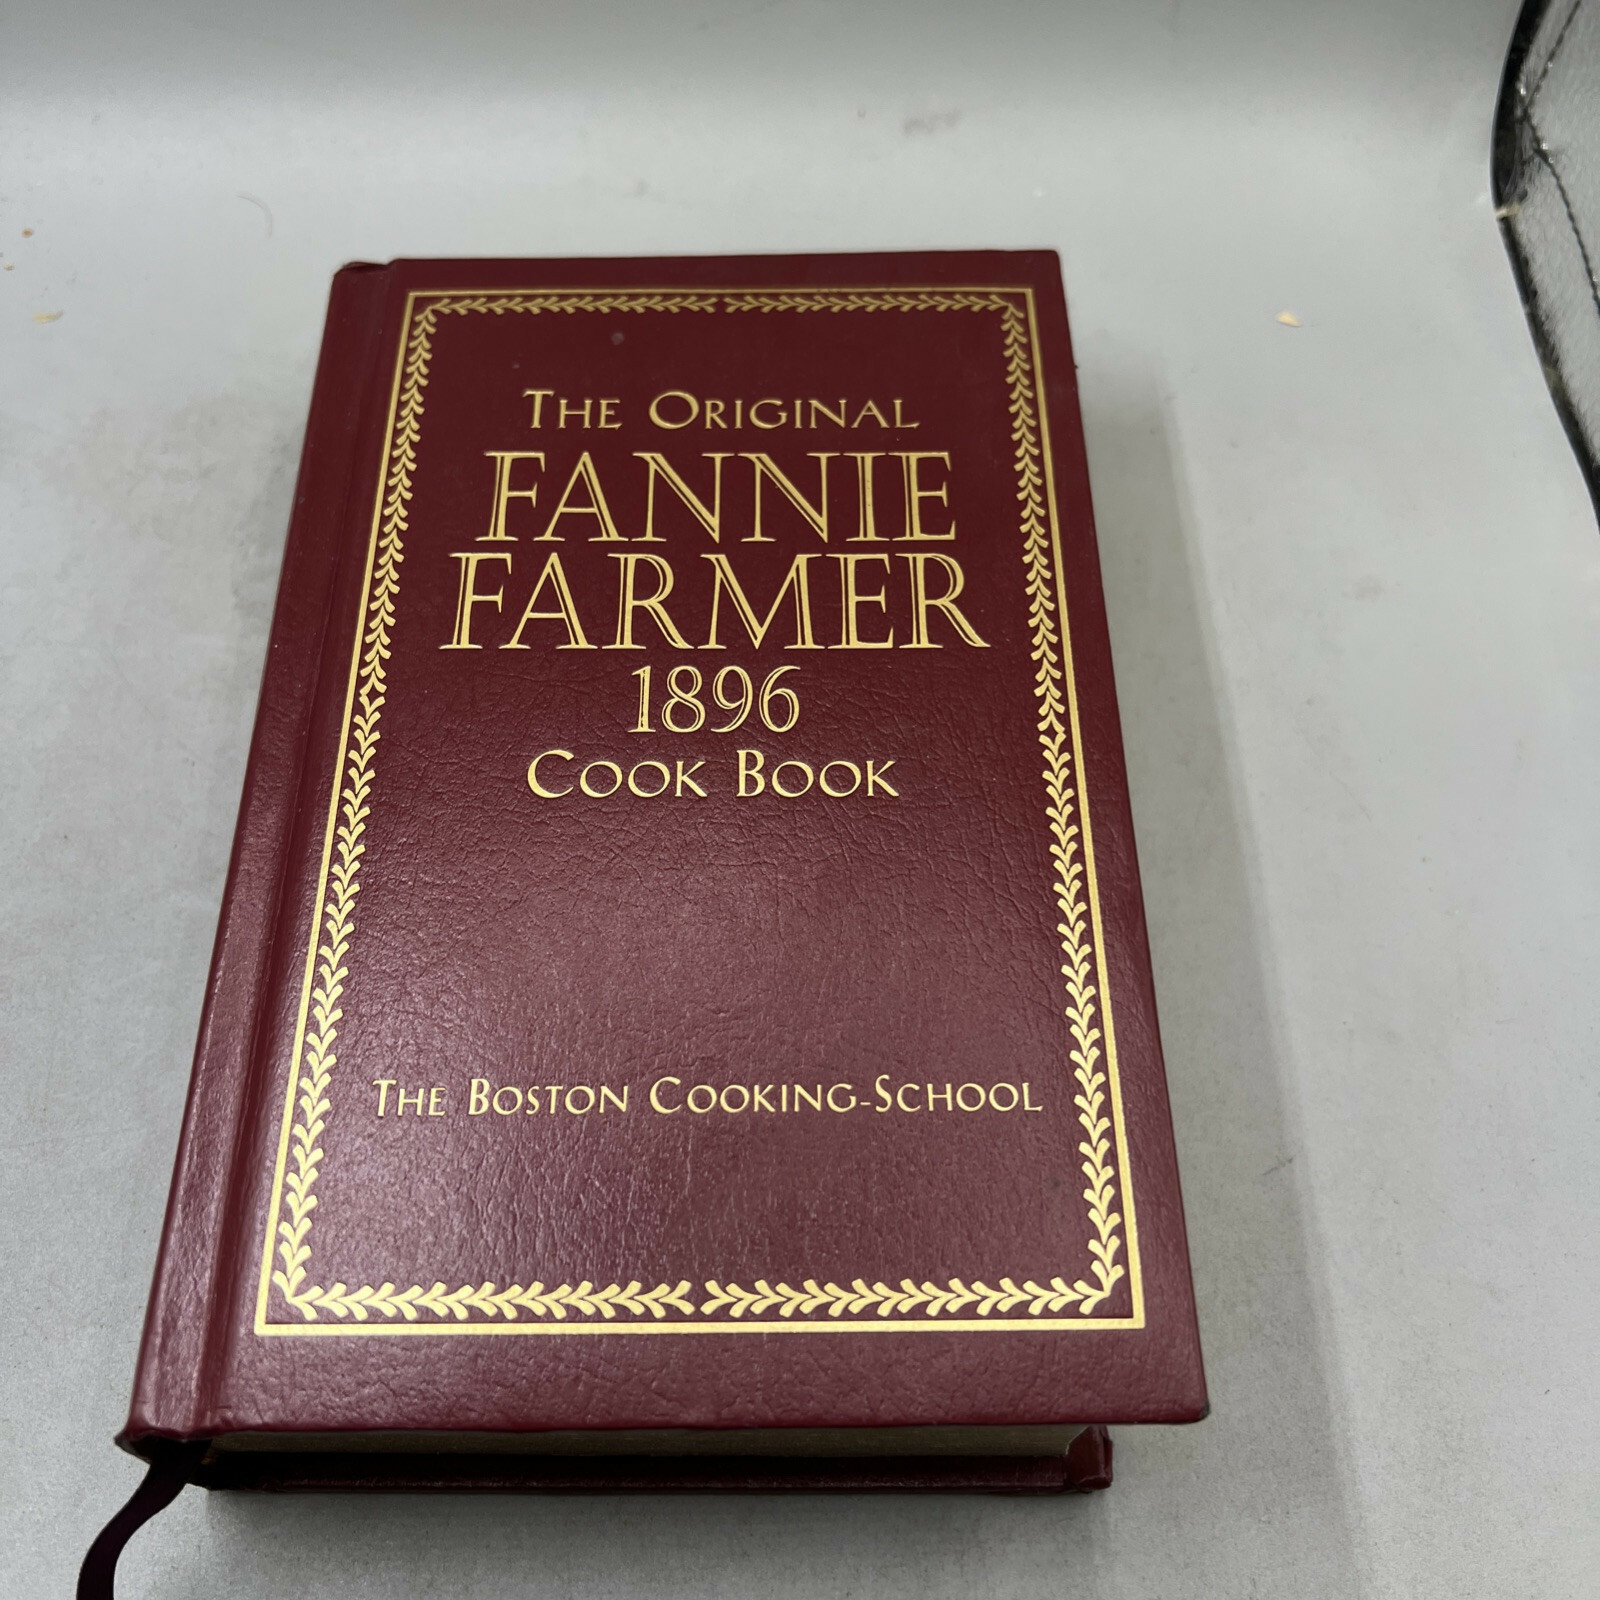 THE ORIGINAL
FANNIE
FARMER
1896
COOK BOOK
THE BOSTON COOKING-SCHOOL